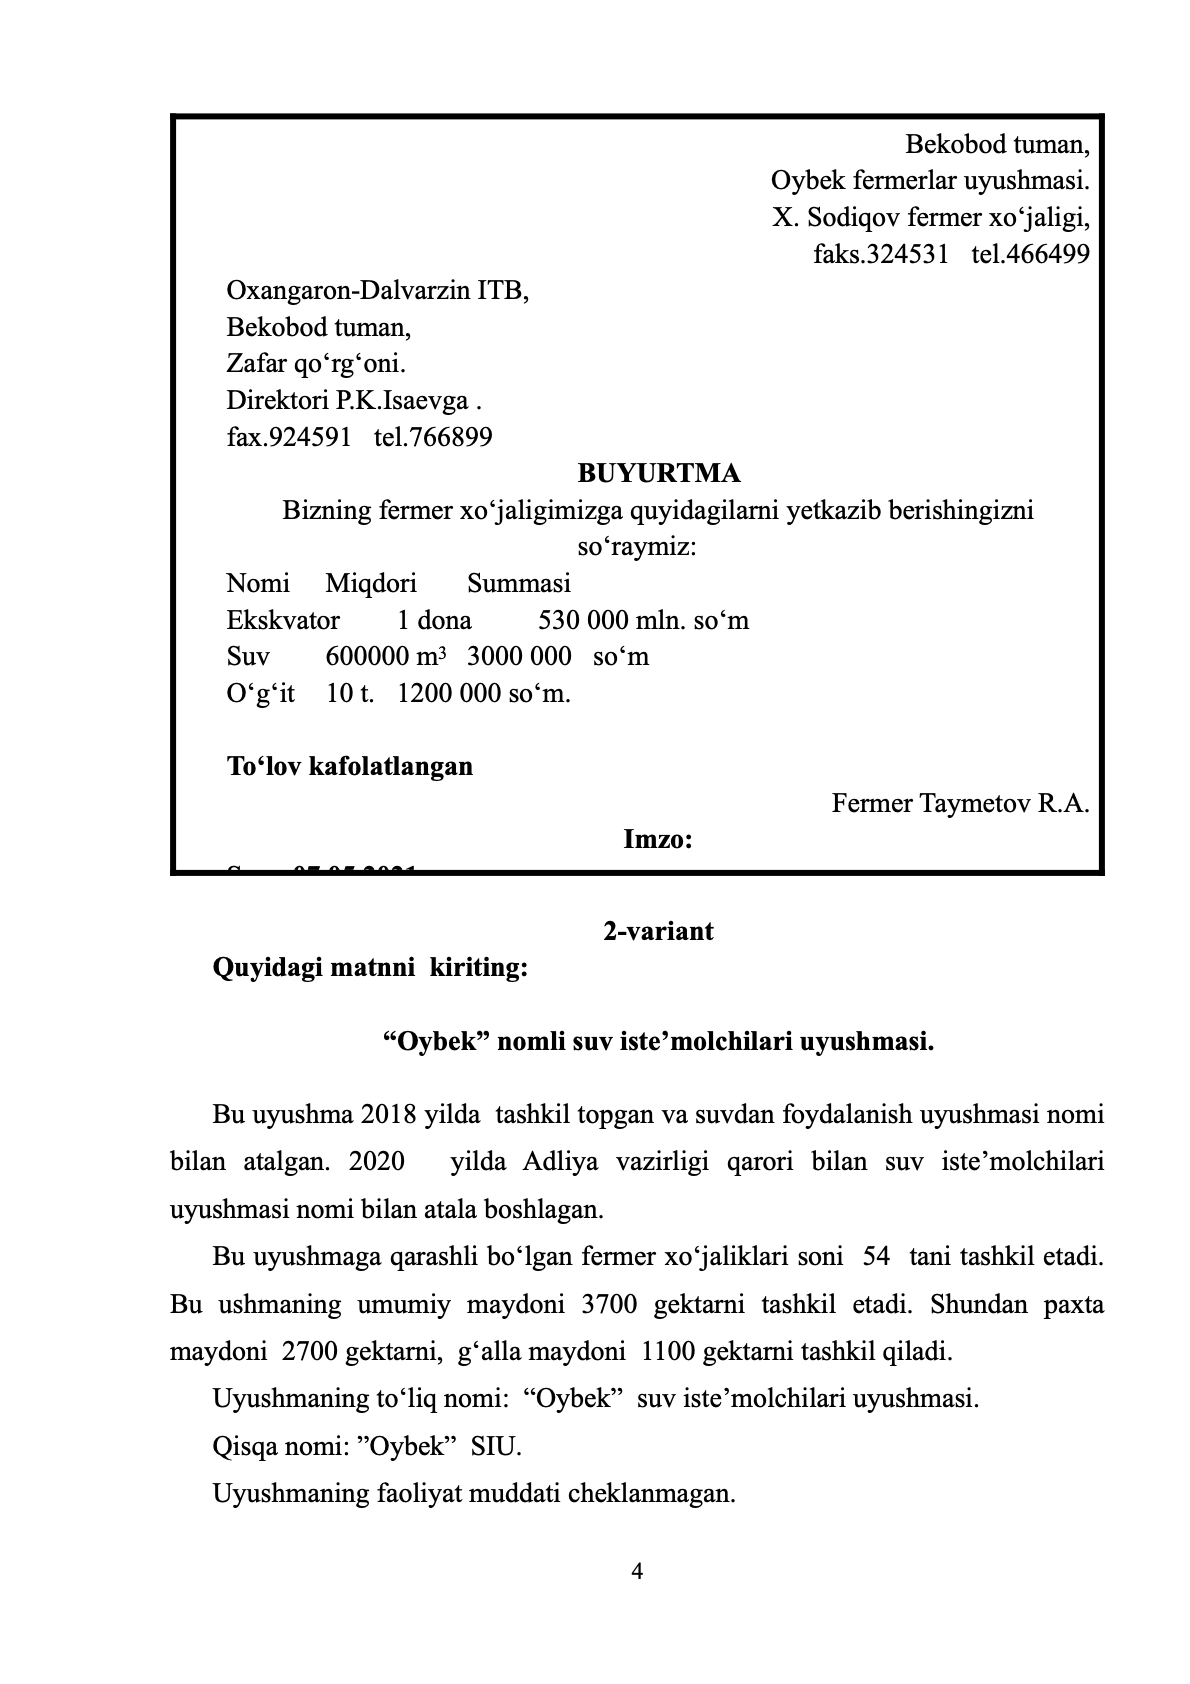 Bekobod tuman,
Oybek fermerlar uyushmasi.
X. Sodiqov fermer xo‘jaligi,
faks.324531 tel.466499
Oxangaron-Dalvarzin ITB,
Bekobod tuman,
Zafar qo‘rg‘oni.
Direktori P.K.Isaevga .
fax.924591 tel.766899
BUYURTMA
Bizning fermer xo‘jaligimizga quyidagilarni yetkazib berishingizni
so‘raymiz:
Nomi Miqdori Summasi
Ekskvator 1 dona 530 000 mln. so‘m
Suv 600000 m³ 3000 000 so‘m
O‘g‘it 10 t. 1200 000 so‘m.
To‘lov kafolatlangan
Fermer Taymetov R.A.
Imzo:
2-variant
Quyidagi matnni kiriting:
“Oybek” nomli suv iste’molchilari uyushmasi.
Bu uyushma 2018 yilda tashkil topgan va suvdan foydalanish uyushmasi nomi
bilan atalgan. 2020 yilda Adliya vazirligi qarori bilan suv iste’molchilari
uyushmasi nomi bilan atala boshlagan.
Bu uyushmaga qarashli bo‘lgan fermer xo‘jaliklari soni 54 tani tashkil etadi.
Bu ushmaning umumiy maydoni 3700 gektarni tashkil etadi. Shundan paxta
maydoni 2700 gektarni, g‘alla maydoni 1100 gektarni tashkil qiladi.
Uyushmaning to‘liq nomi: “Oybek” suv iste’molchilari uyushmasi.
Qisqa nomi: ”Oybek” SIU.
Uyushmaning faoliyat muddati cheklanmagan.
4